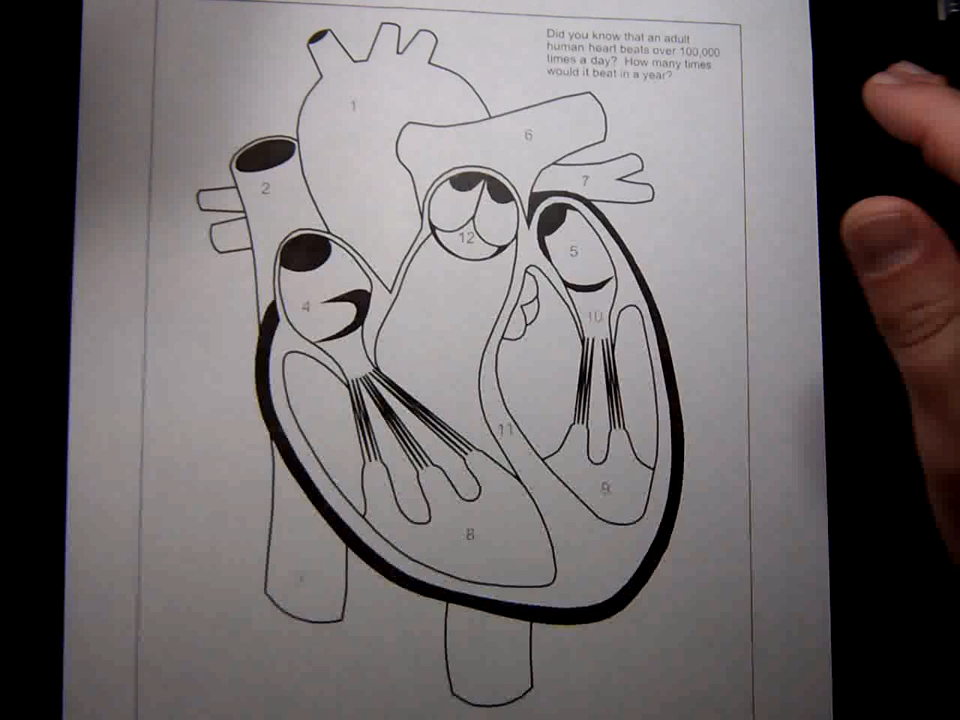 Did you know that an adult
human heart beats over 100,000
times a day? How many times
would it beat in a year?
1
6
7
2
12
5
4
10
11
9
8